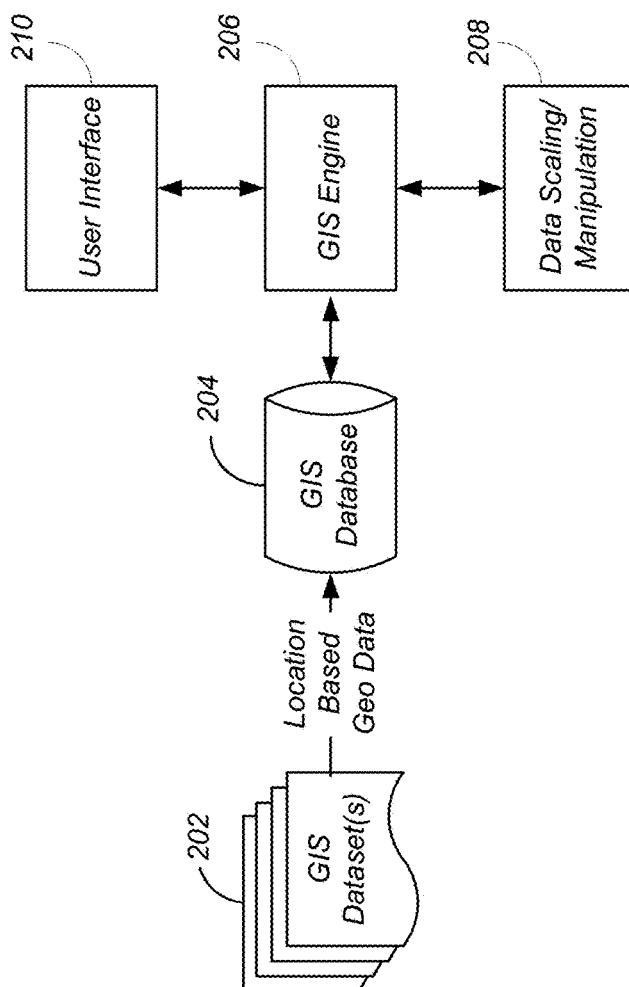 202
GIS
Dataset(s)
Location
Based
Geo Data
204
GIS
Database
210
User Interface
206
GIS Engine
208
Data Scaling/
Manipulation